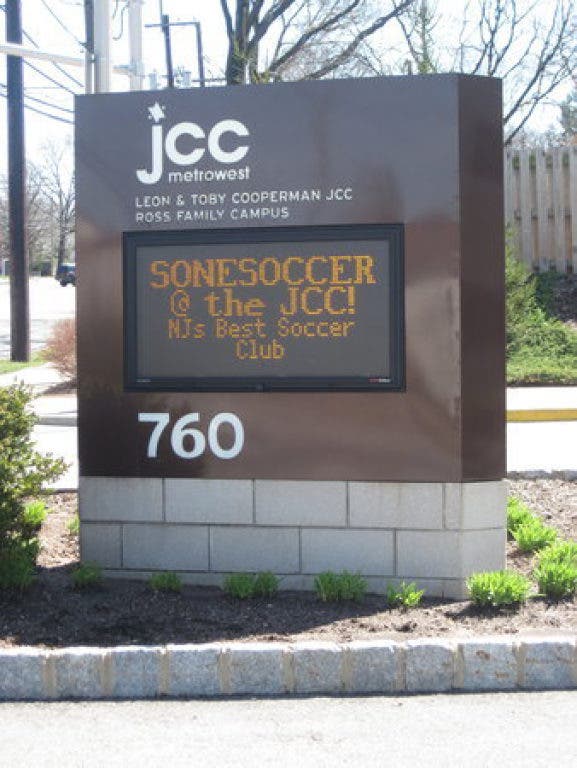 jcc
metrowest
LEON & TOBY COOPERMAN JCC
ROSS FAMILY CAMPUS
SONESOCCER
@ the JCC!
NJs Best Soccer
Club
760